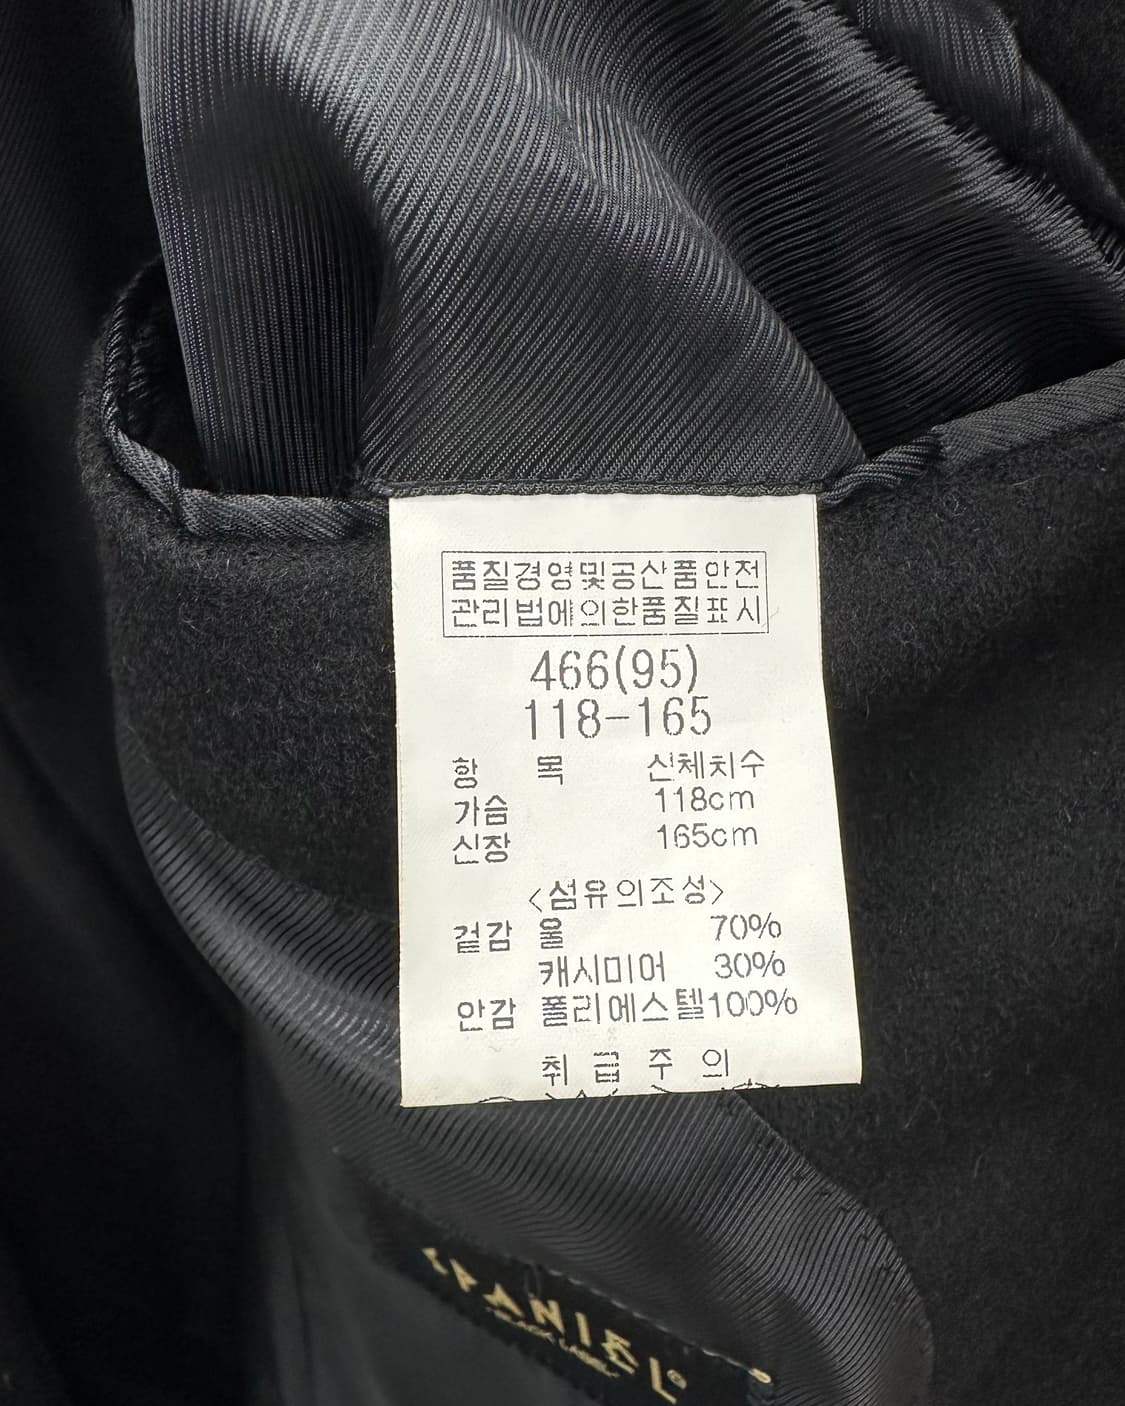 품질경영및공산품안전
관리법에의한품질표시
466(95)
118-165
항 목 신체치수
가슴 118cm
신장 165cm
<섬유의조성>
겉감 울 70%
캐시미어 30%
안감 폴리에스텔100%
취 급 주 의
SPANIEL
BLACK LABEL